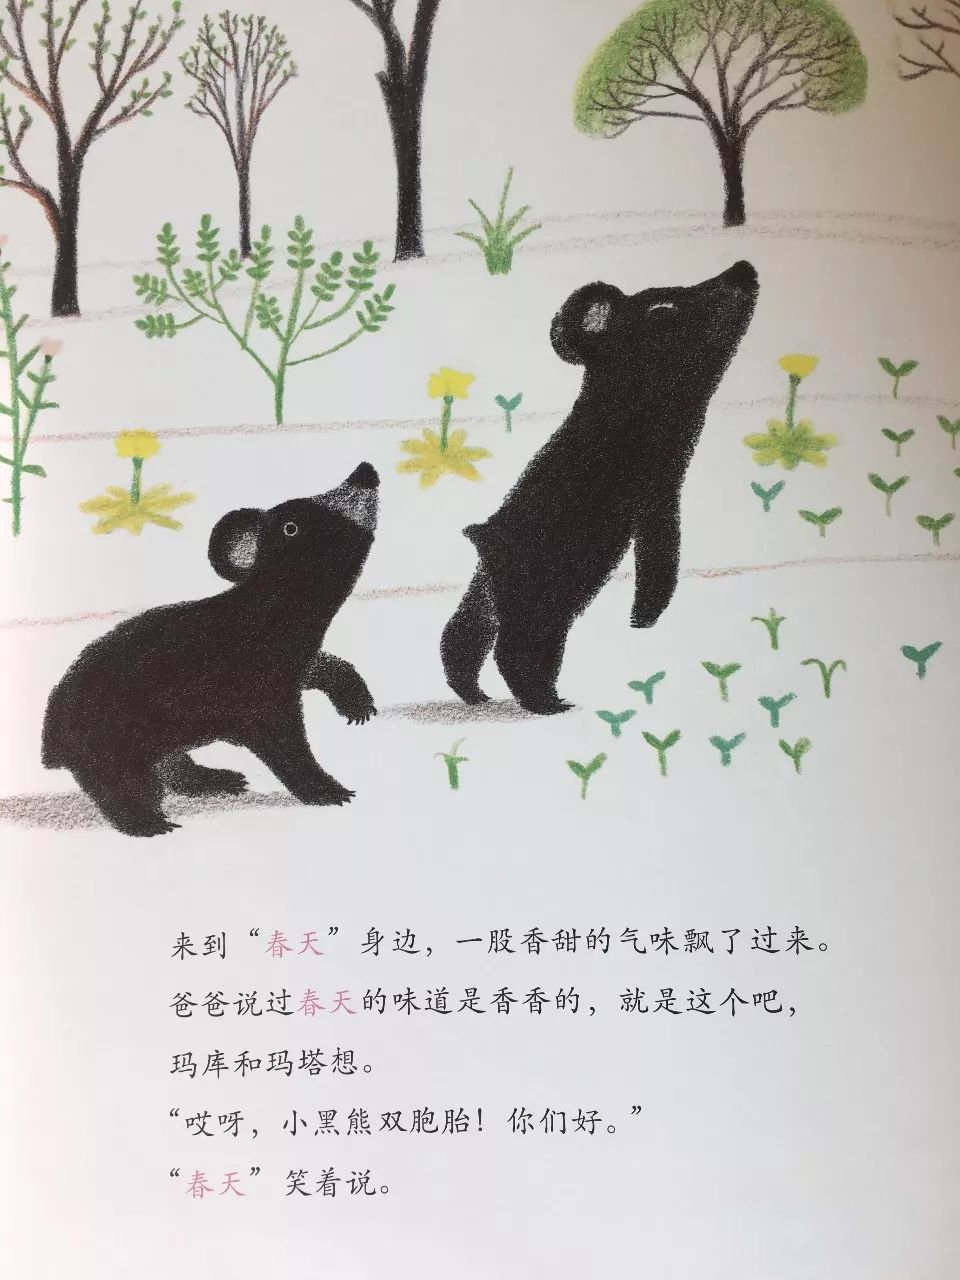 来到“春天”身边，一股香甜的气味飘了过来。
爸爸说过春天的味道是香香的，就是这个吧，
玛库和玛塔想。
“哎呀，小黑熊双胞胎！你们好。”
“春天”笑着说。